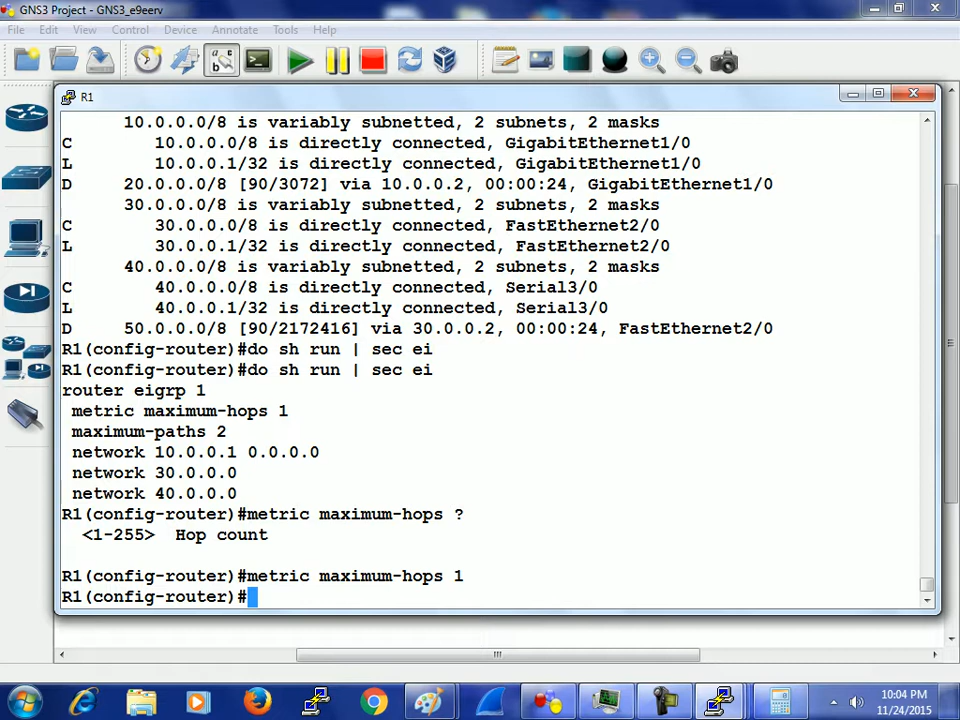 GNS3 Project - GNS3_e9eerv
File Edit View Control Device Annotate Tools Help
a c
b
R1
10.0.0.0/8 is variably subnetted, 2 subnets, 2 masks
C 10.0.0.0/8 is directly connected, GigabitEthernet1/0
L 10.0.0.1/32 is directly connected, GigabitEthernet1/0
D 20.0.0.0/8 [90/3072] via 10.0.0.2, 00:00:24, GigabitEthernet1/0
30.0.0.0/8 is variably subnetted, 2 subnets, 2 masks
C 30.0.0.0/8 is directly connected, FastEthernet2/0
L 30.0.0.1/32 is directly connected, FastEthernet2/0
40.0.0.0/8 is variably subnetted, 2 subnets, 2 masks
C 40.0.0.0/8 is directly connected, Serial3/0
L 40.0.0.1/32 is directly connected, Serial3/0
D 50.0.0.0/8 [90/2172416] via 30.0.0.2, 00:00:24, FastEthernet2/0
R1(config-router)#do sh run | sec ei
R1(config-router)#do sh run | sec ei
router eigrp 1
metric maximum-hops 1
maximum-paths 2
network 10.0.0.1 0.0.0.0
network 30.0.0.0
network 40.0.0.0
R1(config-router)#metric maximum-hops ?
<1-255> Hop count
R1(config-router)#metric maximum-hops 1
R1(config-router)#
10:04 PM
11/24/2015